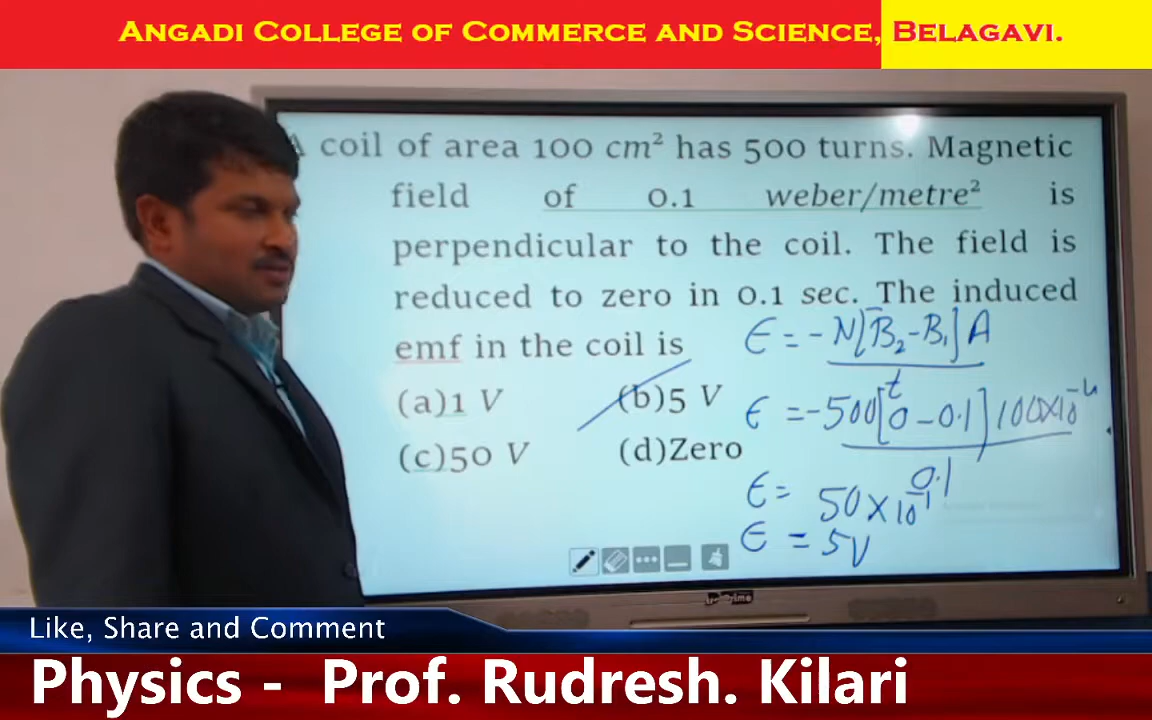 ANGADI COLLEGE OF COMMERCE AND SCIENCE, BELAGAVI.
A coil of area 100 cm² has 500 turns. Magnetic
field of 0.1 weber/metre² is
perpendicular to the coil. The field is
reduced to zero in 0.1 sec. The induced
emf in the coil is
(a)1 V (b)5 V
(c)50 V (d)Zero
ϵ = -N[B₂-B₁]A
t
ϵ = -500[0-0.1]100×10⁻⁴
0.1
ϵ = 50×10⁻¹
ϵ = 5V
Like, Share and Comment
Physics - Prof. Rudresh. Kilari